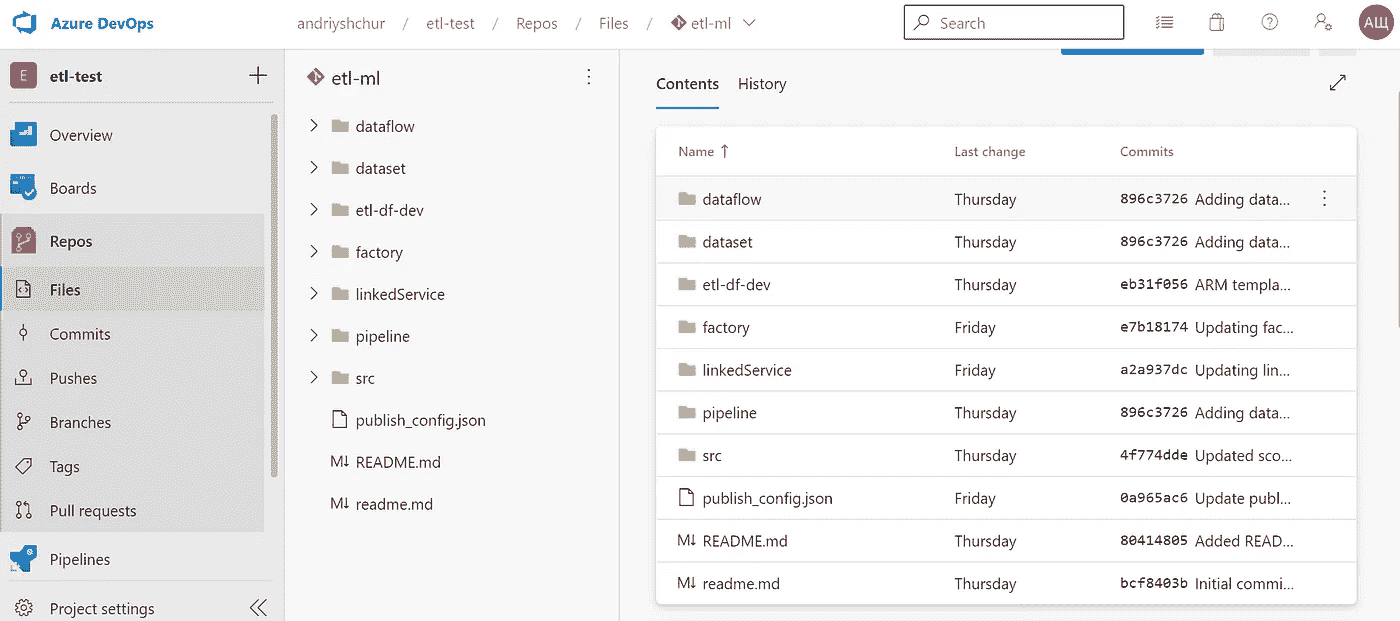 Azure DevOps
andriyshchur / etl-test / Repos / Files / etl-ml
Search
АЩ
E etl-test
Overview
Boards
Repos
Files
Commits
Pushes
Branches
Tags
Pull requests
Pipelines
Project settings
etl-ml
dataflow
dataset
etl-df-dev
factory
linkedService
pipeline
src
publish_config.json
M↓ README.md
M↓ readme.md
Contents History
Name ↑ Last change Commits
dataflow Thursday 896c3726 Adding data...
dataset Thursday 896c3726 Adding data...
etl-df-dev Thursday eb31f056 ARM templa...
factory Friday e7b18174 Updating fac...
linkedService Friday a2a937dc Updating lin...
pipeline Thursday 896c3726 Adding data...
src Thursday 4f774dde Updated sco...
publish_config.json Friday 0a965ac6 Update publ...
M↓ README.md Thursday 80414805 Added READ...
M↓ readme.md Thursday bcf8403b Initial commi...